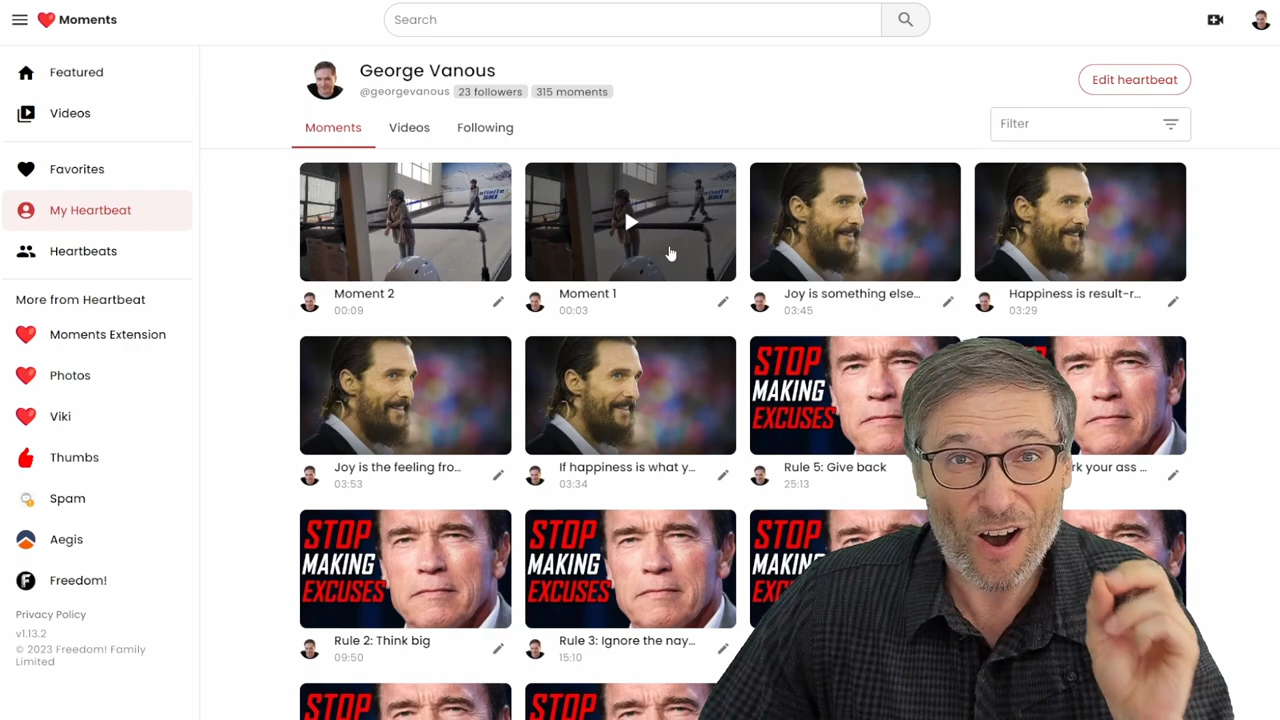 Moments
Search
Featured
Videos
Favorites
My Heartbeat
Heartbeats
More from Heartbeat
Moments Extension
Photos
Viki
Thumbs
Spam
Aegis
Freedom!
Privacy Policy
v1.13.2
© 2023 Freedom! Family
Limited
George Vanous
@georgevanous 23 followers 315 moments
Edit heartbeat
Moments Videos Following
Filter
Moment 2
00:09
Moment 1
00:03
Joy is something else...
03:45
Happiness is result-r...
03:29
Joy is the feeling fro...
03:53
If happiness is what y...
03:34
STOP
MAKING
EXCUSES
Rule 5: Give back
25:13
your ass ...
STOP
MAKING
EXCUSES
Rule 2: Think big
09:50
STOP
MAKING
EXCUSES
Rule 3: Ignore the nay...
15:10
STOP
MAKING
STOP
STOP